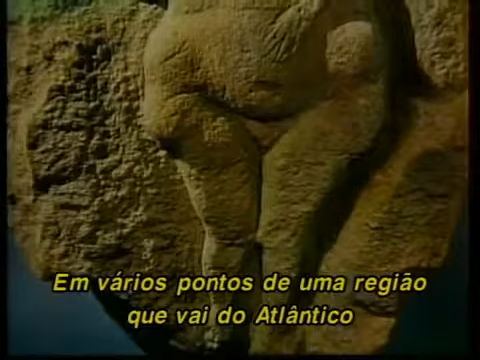 Em vários pontos de uma região
que vai do Atlântico